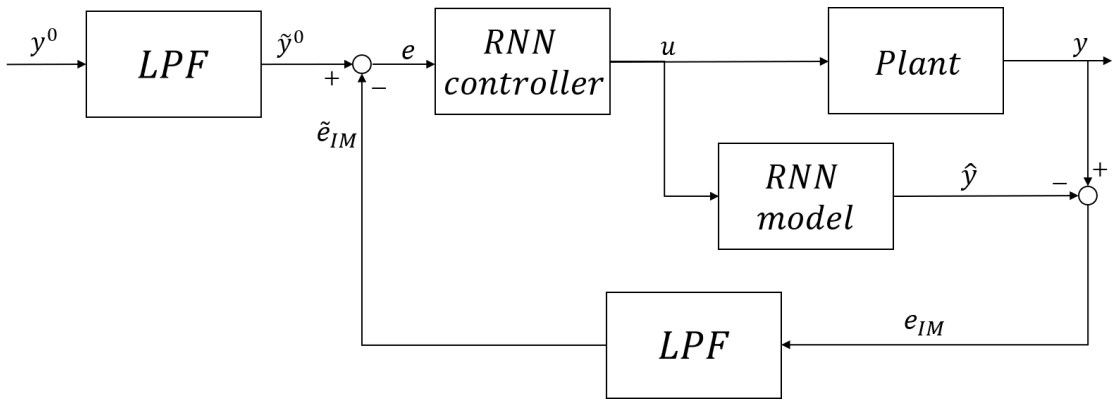 y⁰
LPF
ỹ⁰
+
−
e
RNN
controller
u
Plant
y
ẽ_IM
RNN
model
ŷ
−
+
LPF
e_IM